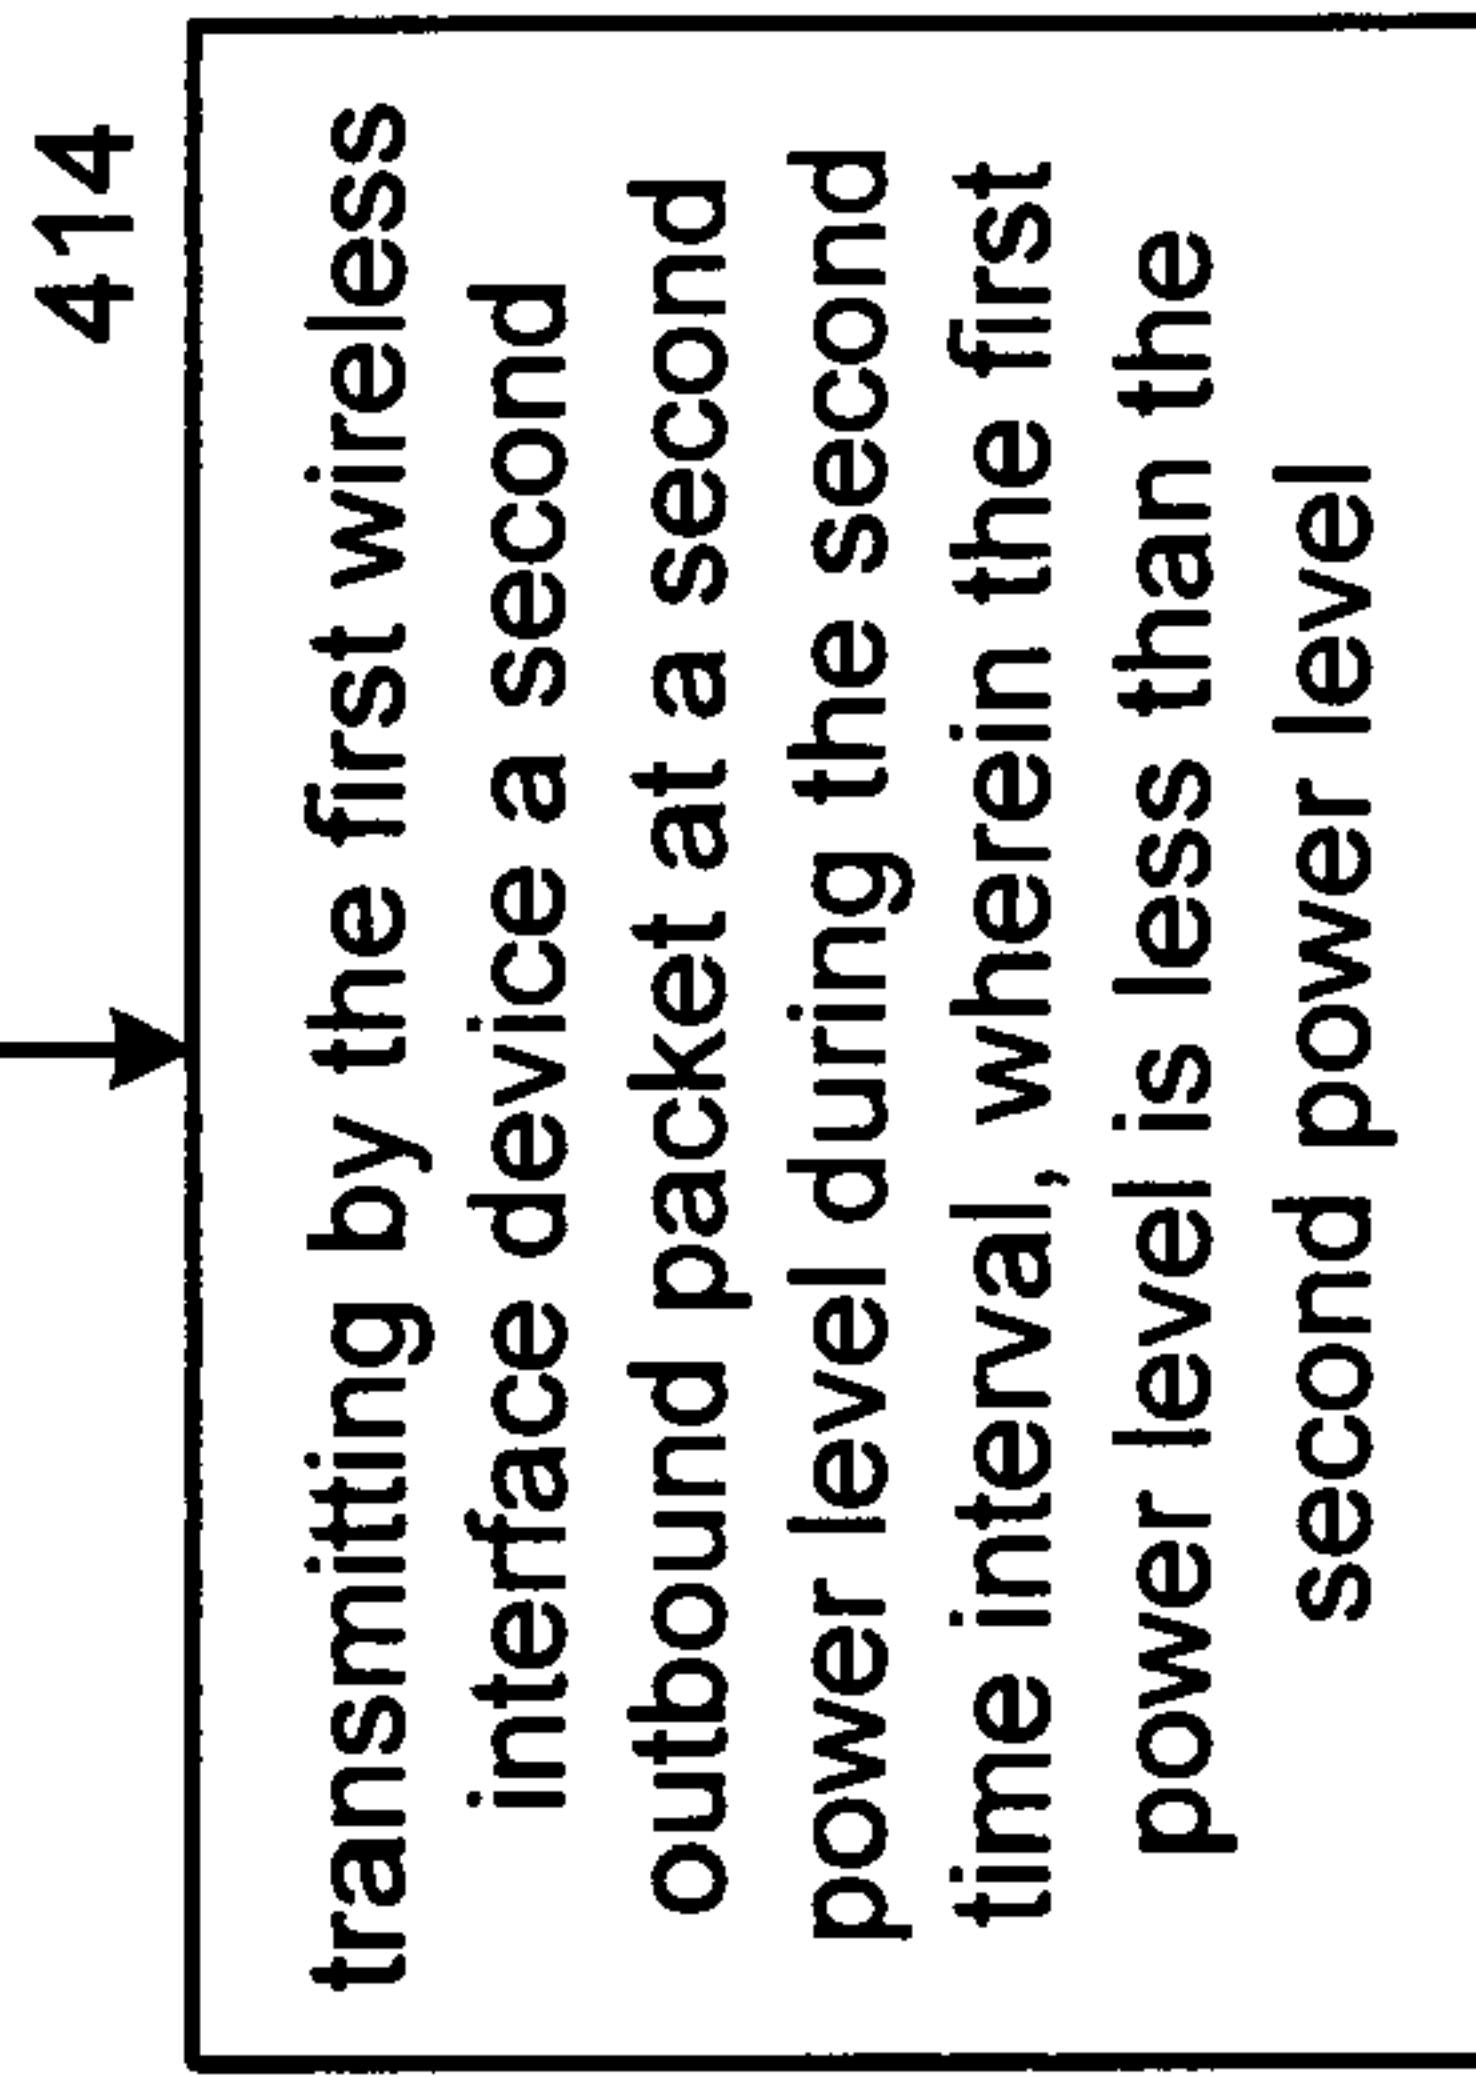 414
transmitting by the first wireless
interface device a second
outbound packet at a second
power level during the second
time interval, wherein the first
power level is less than the
second power level